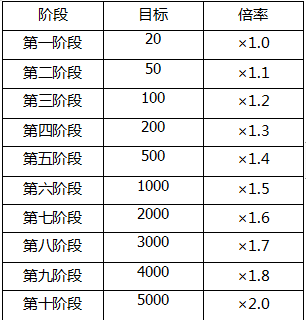 阶段 目标 倍率
第一阶段 20 ×1.0
第二阶段 50 ×1.1
第三阶段 100 ×1.2
第四阶段 200 ×1.3
第五阶段 500 ×1.4
第六阶段 1000 ×1.5
第七阶段 2000 ×1.6
第八阶段 3000 ×1.7
第九阶段 4000 ×1.8
第十阶段 5000 ×2.0